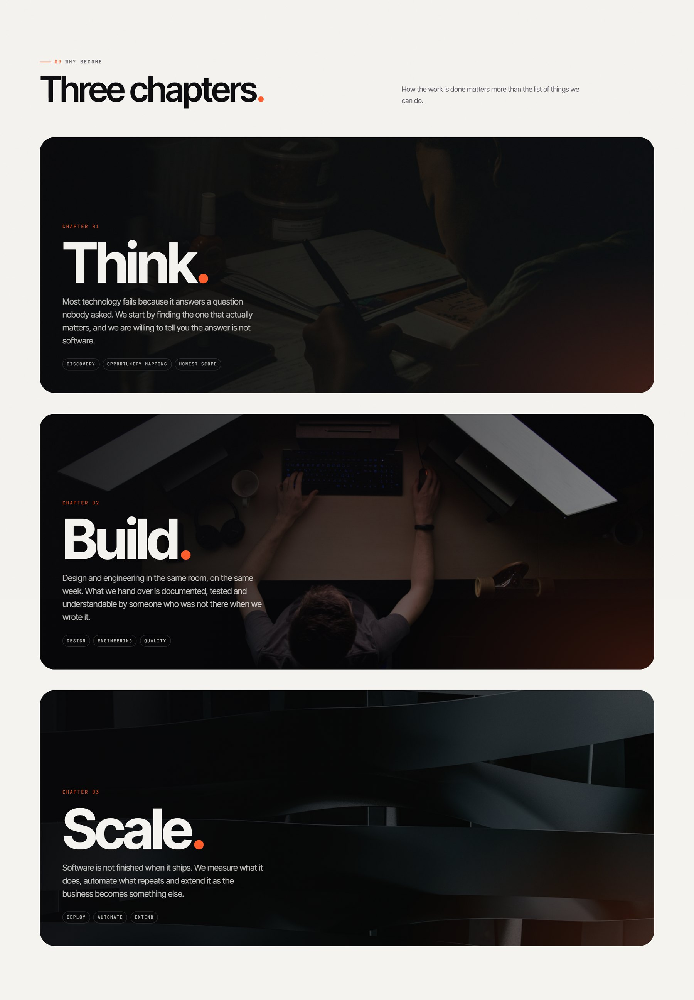 09 WHY BECOME
Three chapters.
How the work is done matters more than the list of things we
can do.
CHAPTER 01
Think.
Most technology fails because it answers a question
nobody asked. We start by finding the one that actually
matters, and we are willing to tell you the answer is not
software.
DISCOVERY OPPORTUNITY MAPPING HONEST SCOPE
CHAPTER 02
Build.
Design and engineering in the same room, on the same
week. What we hand over is documented, tested and
understandable by someone who was not there when we
wrote it.
DESIGN ENGINEERING QUALITY
CHAPTER 03
Scale.
Software is not finished when it ships. We measure what it
does, automate what repeats and extend it as the
business becomes something else.
DEPLOY AUTOMATE EXTEND